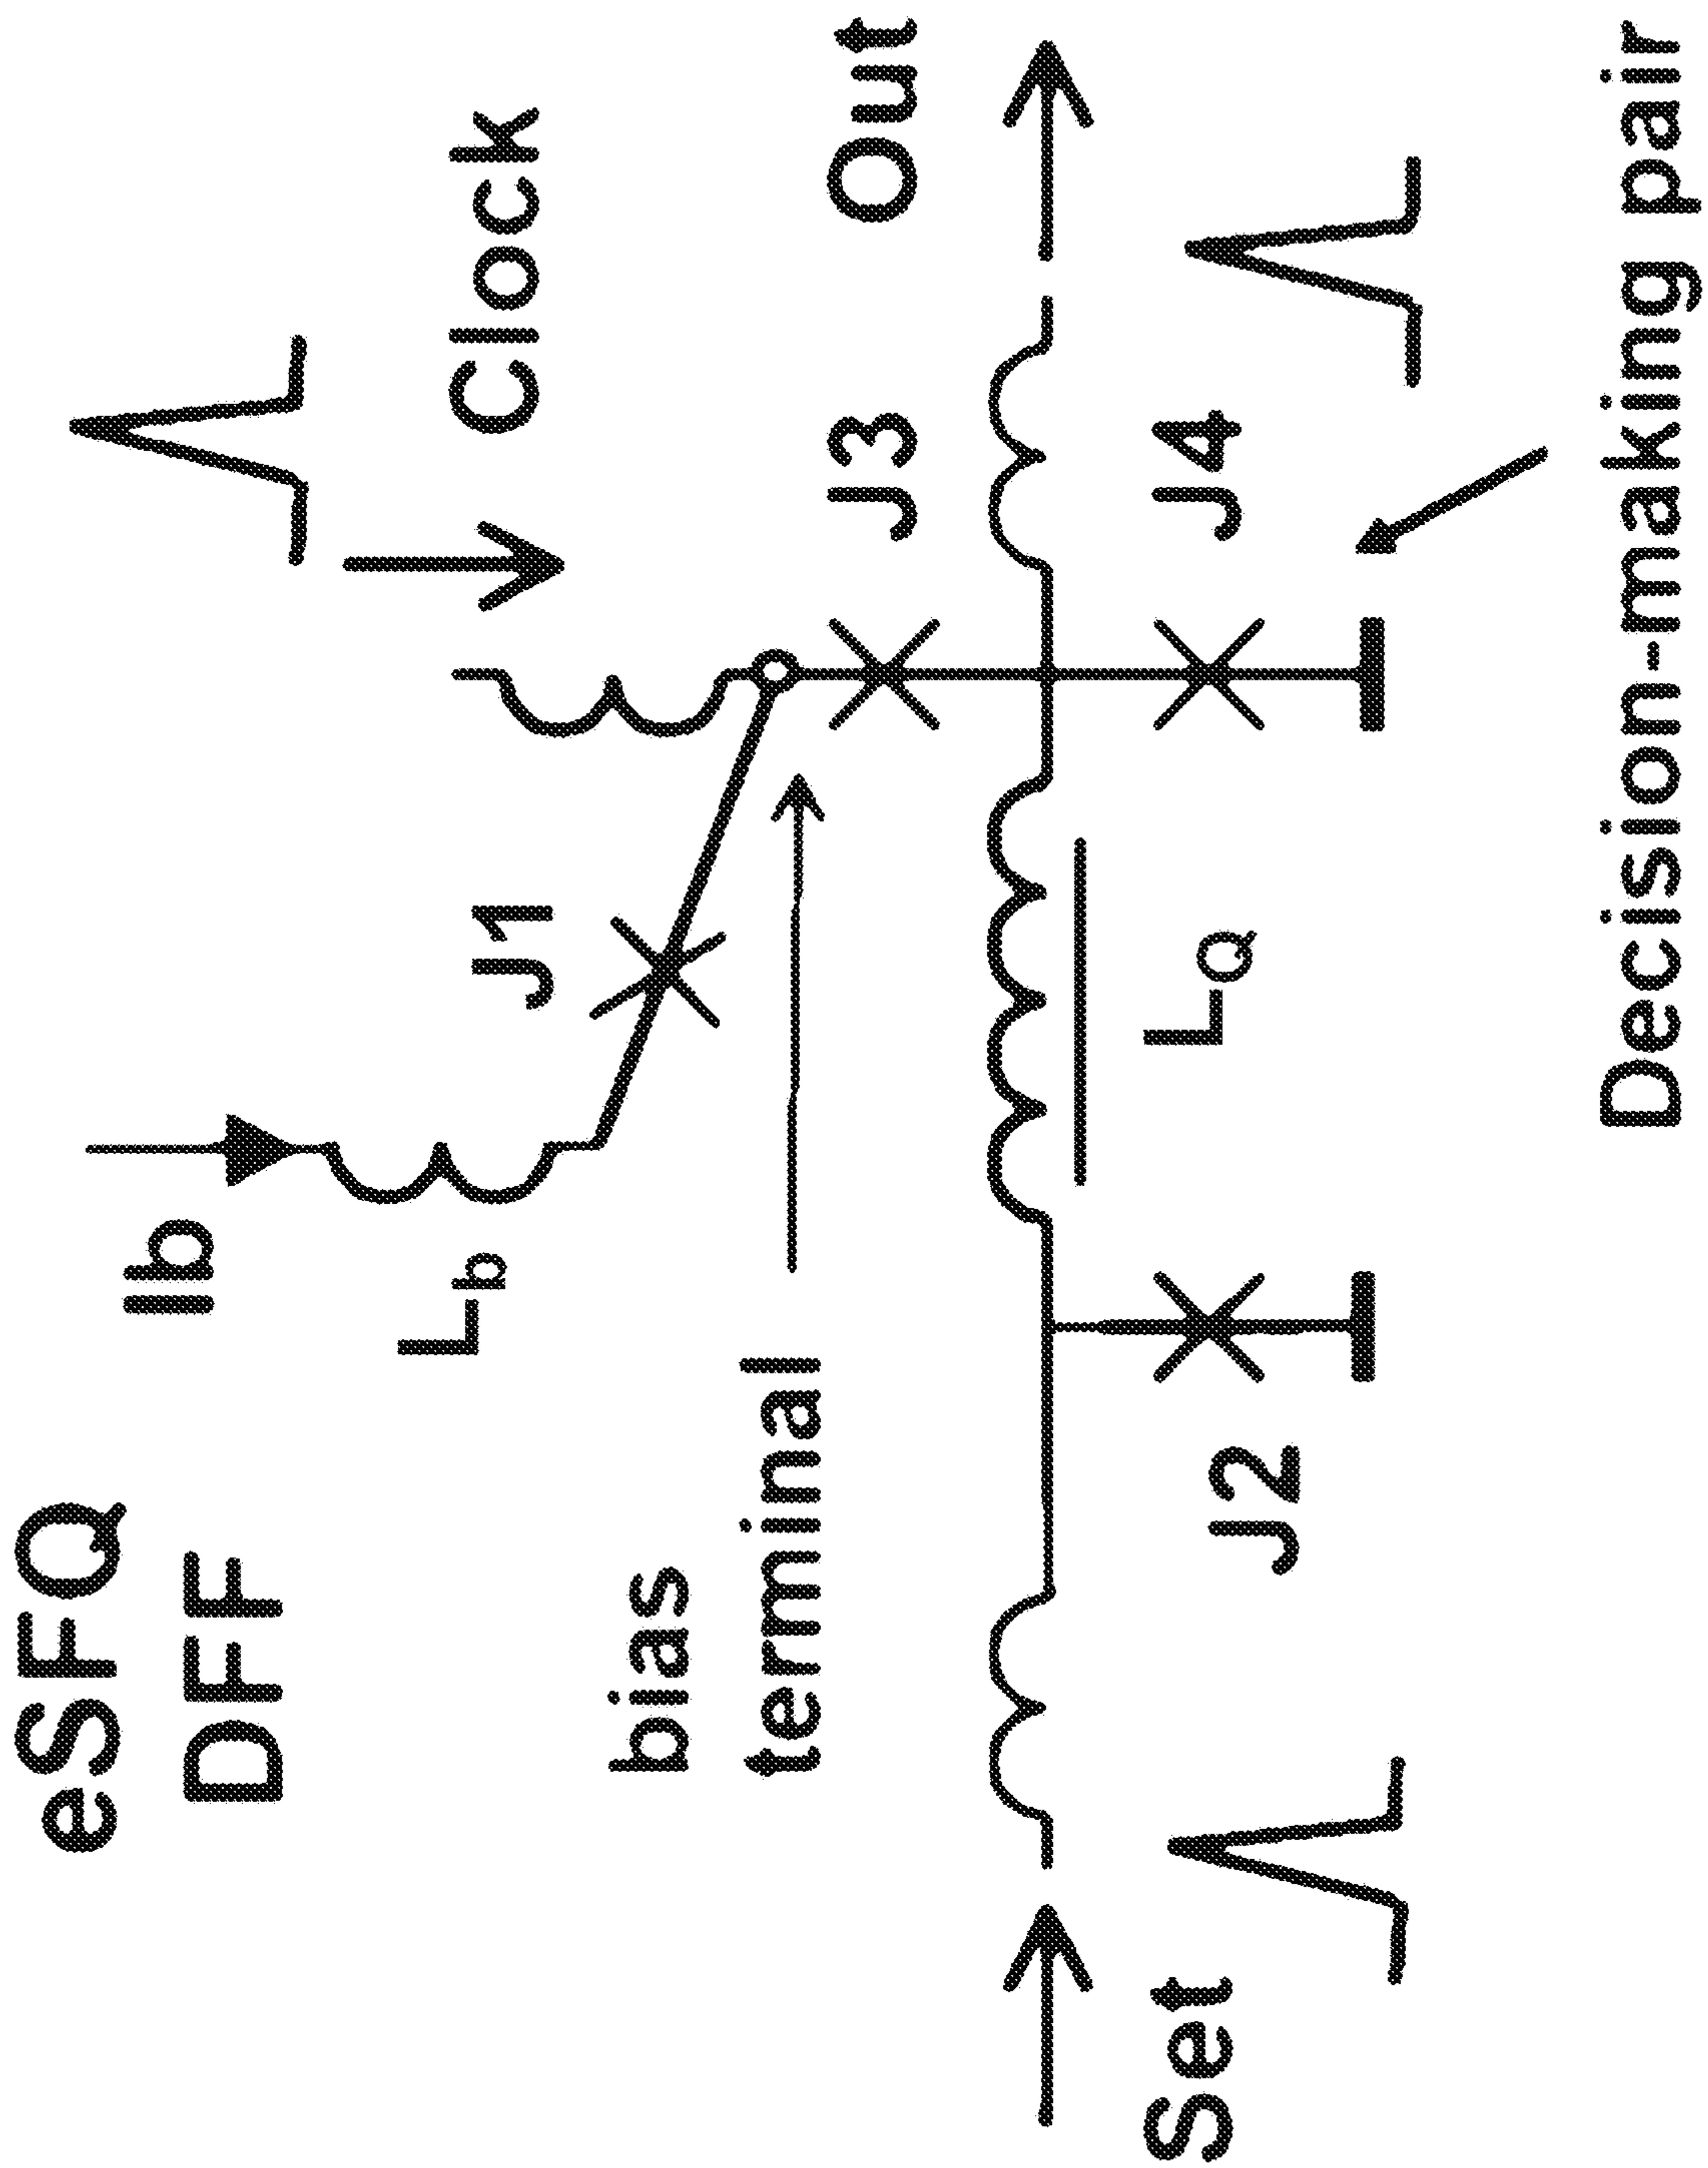 eSFQ
DFF
Ib
Lb
J1
Clock
bias
terminal
J3
Out
Set
J2
LQ
J4
Decision-making pair